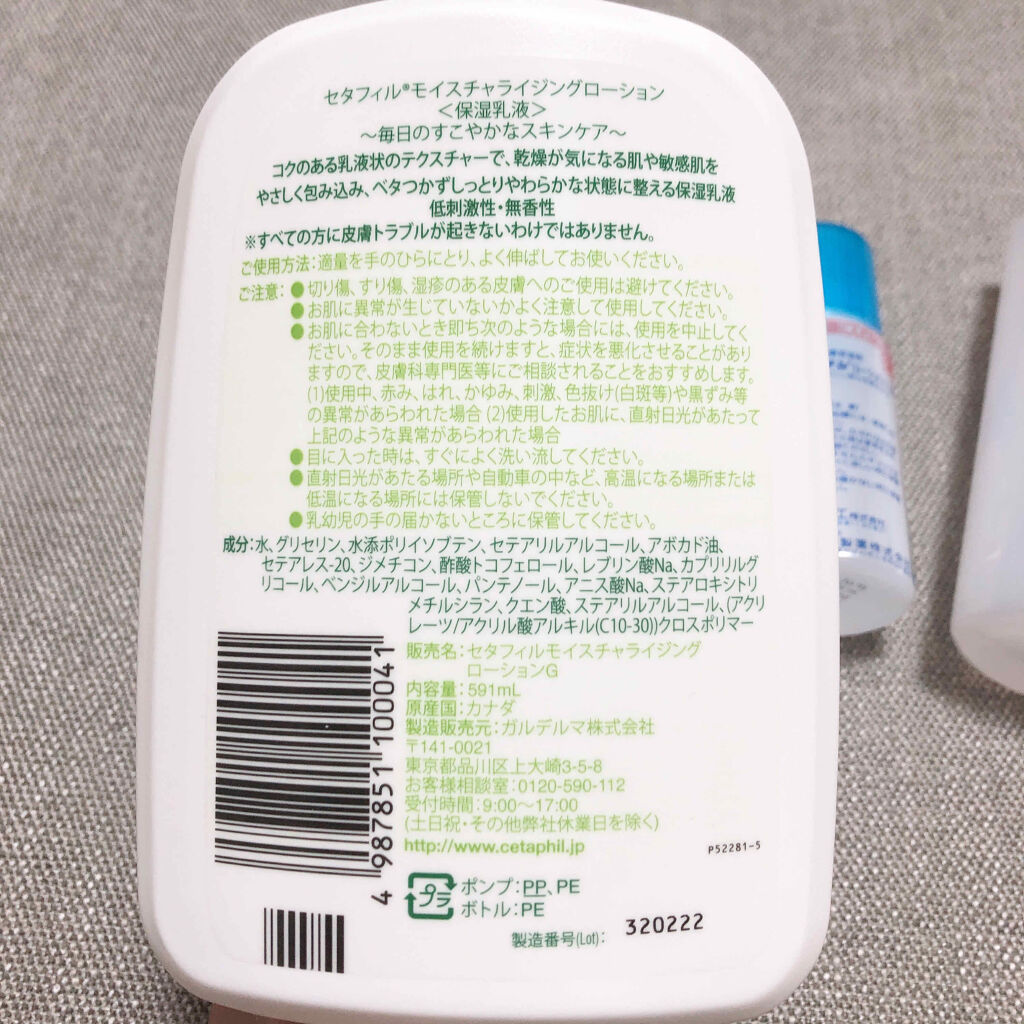 セタフィル®モイスチャライジングローション
＜保湿乳液＞
～毎日のすこやかなスキンケア～
コクのある乳液状のテクスチャーで、乾燥が気になる肌や敏感肌を
やさしく包み込み、ベタつかずしっとりやわらかな状態に整える保湿乳液
低刺激性・無香性
※すべての方に皮膚トラブルが起きないわけではありません。
ご使用方法：適量を手のひらにとり、よく伸ばしてお使いください。
ご注意：●切り傷、すり傷、湿疹のある皮膚へのご使用は避けてください。
●お肌に異常が生じていないかよく注意して使用してください。
●お肌に合わないとき即ち次のような場合には、使用を中止してく
ださい。そのまま使用を続けますと、症状を悪化させることがあり
ますので、皮膚科専門医等にご相談されることをおすすめします。
(1)使用中、赤み、はれ、かゆみ、刺激、色抜け(白斑等)や黒ずみ等
の異常があらわれた場合 (2)使用したお肌に、直射日光があたって
上記のような異常があらわれた場合
●目に入った時は、すぐによく洗い流してください。
●直射日光があたる場所や自動車の中など、高温になる場所または
低温になる場所には保管しないでください。
●乳幼児の手の届かないところに保管してください。
成分：水、グリセリン、水添ポリイソブテン、セテアリルアルコール、アボカド油、
セテアレス-20、ジメチコン、酢酸トコフェロール、レブリン酸Na、カプリリルグ
リコール、ベンジルアルコール、パンテノール、アニス酸Na、ステアロキシトリ
メチルシラン、クエン酸、ステアリルアルコール、(アクリ
レーツ/アクリル酸アルキル(C10-30))クロスポリマー
販売名：セタフィルモイスチャライジング
ローションG
内容量：591mL
原産国：カナダ
製造販売元：ガルデルマ株式会社
〒141-0021
東京都品川区上大崎3-5-8
お客様相談室：0120-590-112
受付時間：9:00～17:00
(土日祝・その他弊社休業日を除く)
http://www.cetaphil.jp
P52281-5
4 987851 100041
プラ
ポンプ：PP、PE
ボトル：PE
製造番号(Lot)： 320222